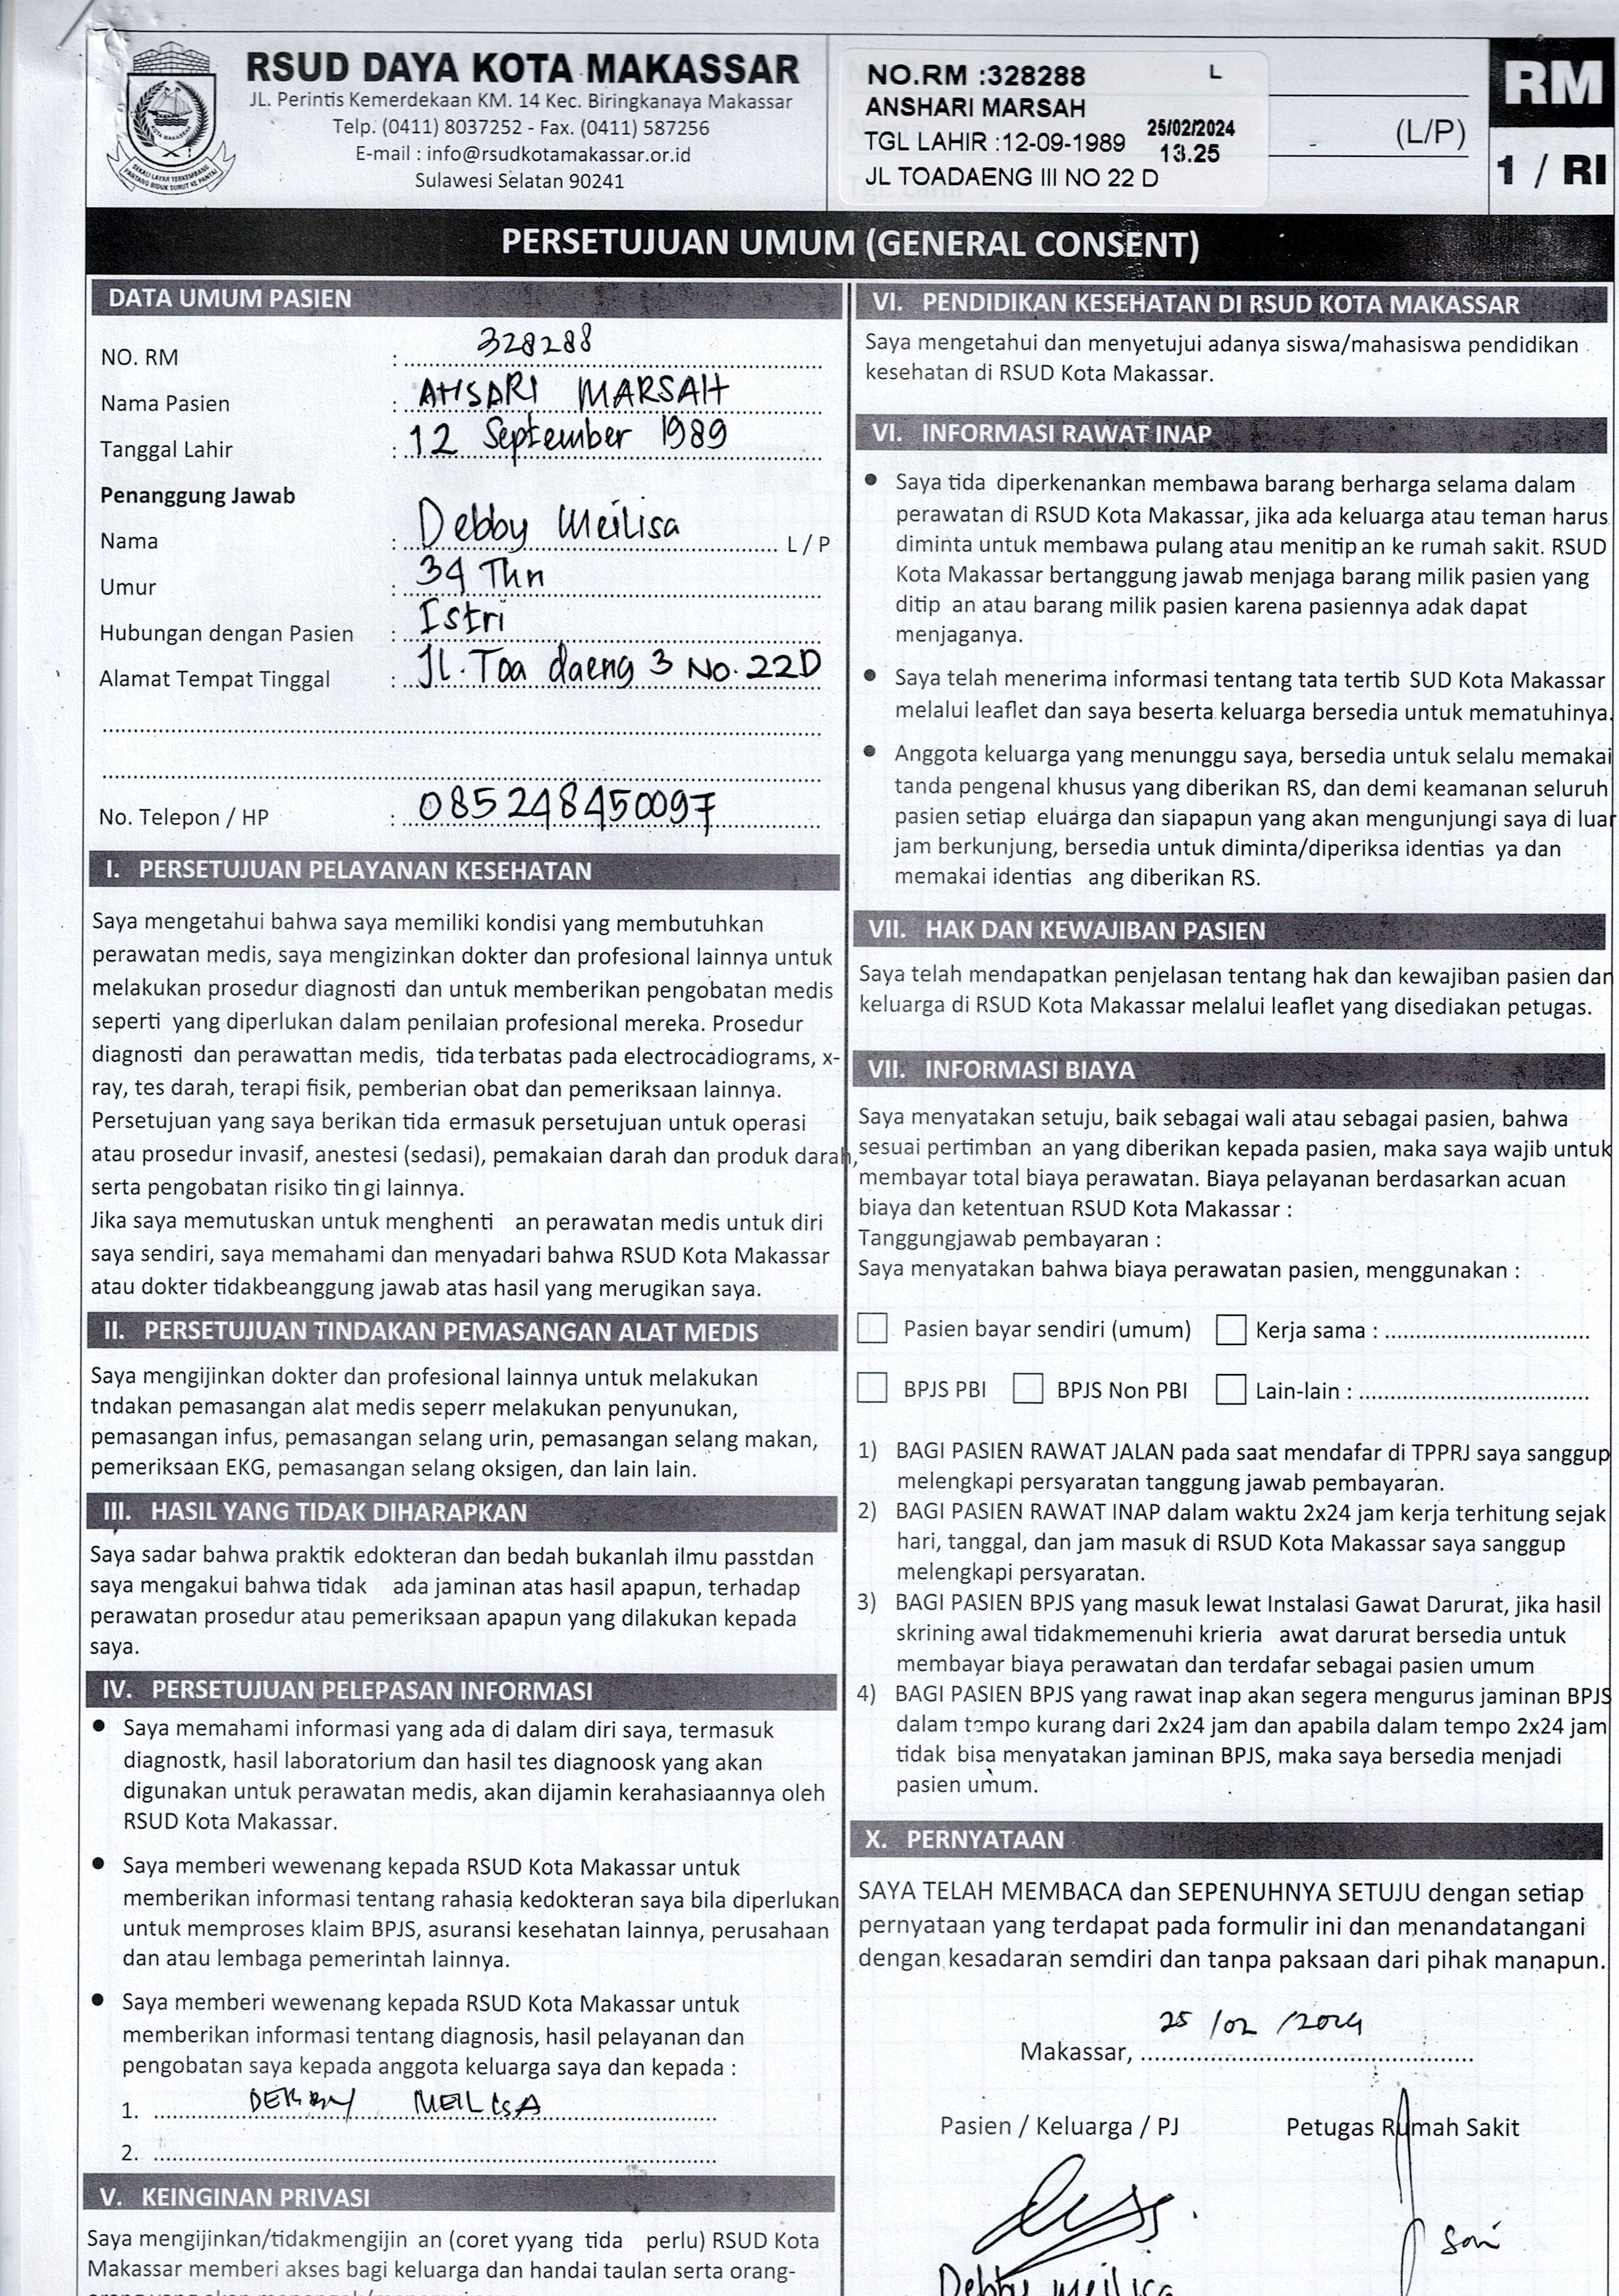 RSUD DAYA KOTA MAKASSAR
JL. Perintis Kemerdekaan KM. 14 Kec. Biringkanaya Makassar
Telp. (0411) 8037252 - Fax. (0411) 587256
E-mail : info@rsudkotamakassar.or.id
Sulawesi Selatan 90241
NO.RM :328288 L
ANSHARI MARSAH
TGL LAHIR :12-09-1989 25/02/2024 13.25
JL TOADAENG III NO 22 D
(L/P)
RM
1 / RI
PERSETUJUAN UMUM (GENERAL CONSENT)
DATA UMUM PASIEN
NO. RM : 328288
Nama Pasien : AHSARI MARSAH
Tanggal Lahir : 12 September 1989
Penanggung Jawab
Nama : Debby Meilisa L / P
Umur : 34 Thn
Hubungan dengan Pasien : Istri
Alamat Tempat Tinggal : Jl. Toa daeng 3 No. 22D
No. Telepon / HP : 085248450097
I. PERSETUJUAN PELAYANAN KESEHATAN
Saya mengetahui bahwa saya memiliki kondisi yang membutuhkan
perawatan medis, saya mengizinkan dokter dan profesional lainnya untuk
melakukan prosedur diagnosti dan untuk memberikan pengobatan medis
seperti yang diperlukan dalam penilaian profesional mereka. Prosedur
diagnosti dan perawattan medis, tida terbatas pada electrocadiograms, x-
ray, tes darah, terapi fisik, pemberian obat dan pemeriksaan lainnya.
Persetujuan yang saya berikan tida ermasuk persetujuan untuk operasi
atau prosedur invasif, anestesi (sedasi), pemakaian darah dan produk darah,
serta pengobatan risiko tin gi lainnya.
Jika saya memutuskan untuk menghenti an perawatan medis untuk diri
saya sendiri, saya memahami dan menyadari bahwa RSUD Kota Makassar
atau dokter tidakbeanggung jawab atas hasil yang merugikan saya.
II. PERSETUJUAN TINDAKAN PEMASANGAN ALAT MEDIS
Saya mengijinkan dokter dan profesional lainnya untuk melakukan
tndakan pemasangan alat medis seperr melakukan penyunukan,
pemasangan infus, pemasangan selang urin, pemasangan selang makan,
pemeriksaan EKG, pemasangan selang oksigen, dan lain lain.
III. HASIL YANG TIDAK DIHARAPKAN
Saya sadar bahwa praktik edokteran dan bedah bukanlah ilmu passtdan
saya mengakui bahwa tidak ada jaminan atas hasil apapun, terhadap
perawatan prosedur atau pemeriksaan apapun yang dilakukan kepada
saya.
IV. PERSETUJUAN PELEPASAN INFORMASI
● Saya memahami informasi yang ada di dalam diri saya, termasuk
diagnostk, hasil laboratorium dan hasil tes diagnoosk yang akan
digunakan untuk perawatan medis, akan dijamin kerahasiaannya oleh
RSUD Kota Makassar.
● Saya memberi wewenang kepada RSUD Kota Makassar untuk
memberikan informasi tentang rahasia kedokteran saya bila diperlukan
untuk memproses klaim BPJS, asuransi kesehatan lainnya, perusahaan
dan atau lembaga pemerintah lainnya.
● Saya memberi wewenang kepada RSUD Kota Makassar untuk
memberikan informasi tentang diagnosis, hasil pelayanan dan
pengobatan saya kepada anggota keluarga saya dan kepada :
1. DEBBY MEILISA
2.
V. KEINGINAN PRIVASI
Saya mengijinkan/tidakmengijin an (coret yyang tida perlu) RSUD Kota
Makassar memberi akses bagi keluarga dan handai taulan serta orang-
VI. PENDIDIKAN KESEHATAN DI RSUD KOTA MAKASSAR
Saya mengetahui dan menyetujui adanya siswa/mahasiswa pendidikan
kesehatan di RSUD Kota Makassar.
VI. INFORMASI RAWAT INAP
● Saya tida diperkenankan membawa barang berharga selama dalam
perawatan di RSUD Kota Makassar, jika ada keluarga atau teman harus
diminta untuk membawa pulang atau menitip an ke rumah sakit. RSUD
Kota Makassar bertanggung jawab menjaga barang milik pasien yang
ditip an atau barang milik pasien karena pasiennya adak dapat
menjaganya.
● Saya telah menerima informasi tentang tata tertib SUD Kota Makassar
melalui leaflet dan saya beserta keluarga bersedia untuk mematuhinya.
● Anggota keluarga yang menunggu saya, bersedia untuk selalu memakai
tanda pengenal khusus yang diberikan RS, dan demi keamanan seluruh
pasien setiap eluarga dan siapapun yang akan mengunjungi saya di luar
jam berkunjung, bersedia untuk diminta/diperiksa identias ya dan
memakai identias ang diberikan RS.
VII. HAK DAN KEWAJIBAN PASIEN
Saya telah mendapatkan penjelasan tentang hak dan kewajiban pasien dan
keluarga di RSUD Kota Makassar melalui leaflet yang disediakan petugas.
VII. INFORMASI BIAYA
Saya menyatakan setuju, baik sebagai wali atau sebagai pasien, bahwa
sesuai pertimban an yang diberikan kepada pasien, maka saya wajib untuk
membayar total biaya perawatan. Biaya pelayanan berdasarkan acuan
biaya dan ketentuan RSUD Kota Makassar :
Tanggungjawab pembayaran :
Saya menyatakan bahwa biaya perawatan pasien, menggunakan :
Pasien bayar sendiri (umum) Kerja sama :
BPJS PBI BPJS Non PBI Lain-lain :
1) BAGI PASIEN RAWAT JALAN pada saat mendafar di TPPRJ saya sanggup
melengkapi persyaratan tanggung jawab pembayaran.
2) BAGI PASIEN RAWAT INAP dalam waktu 2x24 jam kerja terhitung sejak
hari, tanggal, dan jam masuk di RSUD Kota Makassar saya sanggup
melengkapi persyaratan.
3) BAGI PASIEN BPJS yang masuk lewat Instalasi Gawat Darurat, jika hasil
skrining awal tidakmemenuhi krieria awat darurat bersedia untuk
membayar biaya perawatan dan terdafar sebagai pasien umum
4) BAGI PASIEN BPJS yang rawat inap akan segera mengurus jaminan BPJS
dalam tempo kurang dari 2x24 jam dan apabila dalam tempo 2x24 jam
tidak bisa menyatakan jaminan BPJS, maka saya bersedia menjadi
pasien umum.
X. PERNYATAAN
SAYA TELAH MEMBACA dan SEPENUHNYA SETUJU dengan setiap
pernyataan yang terdapat pada formulir ini dan menandatangani
dengan kesadaran semdiri dan tanpa paksaan dari pihak manapun.
Makassar, 25 / 02 / 2024
Pasien / Keluarga / PJ Petugas Rumah Sakit
Debby Meilisa